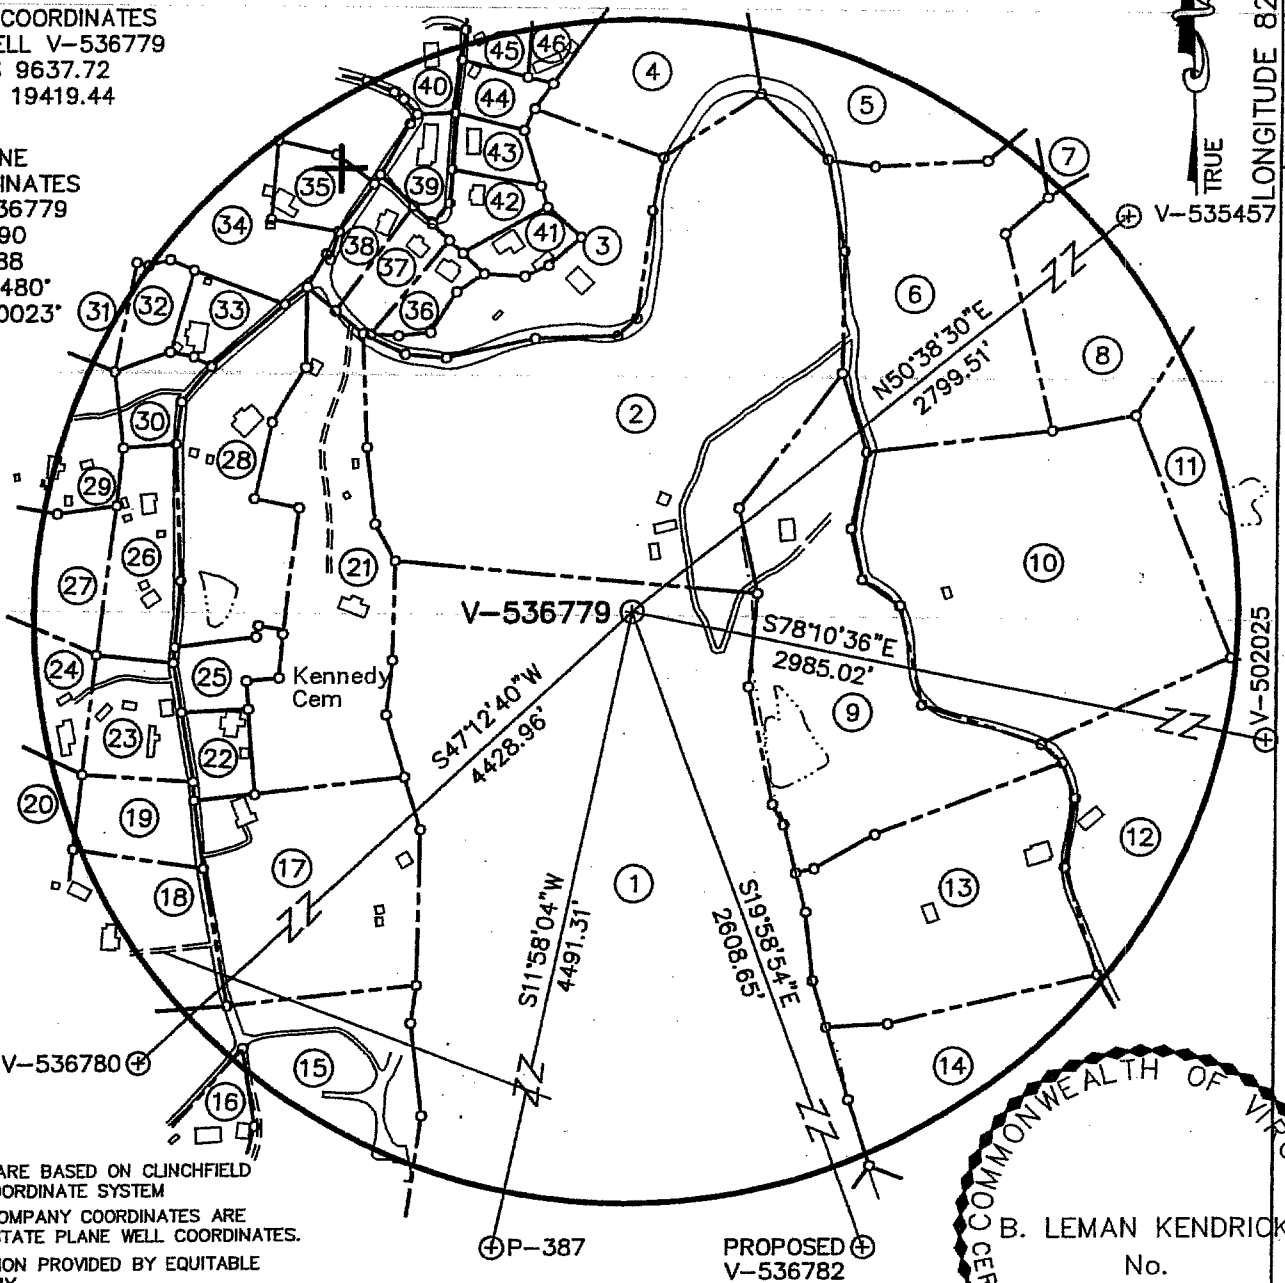 COORDINATES
ELL V-536779
S 9637.72
19419.44
NE
INATES
36779
90
88
480°
0023°
TRUE
LONGITUDE 82
45
46
40
44
4
5
43
7
35
39
42
V-535457
34
38
41
3
37
6
31
32
33
36
N50°38'30"E
2799.51'
8
30
2
28
11
29
26
21
10
27
V-536779
S78°10'36"E
2985.02'
V-502025
24
25
Kennedy
Cem
S47°12'40"W
4428.96'
9
23
22
20
19
12
17
1
18
13
S11°58'04"W
4491.31'
S19°58'54"E
2608.65'
V-536780
15
14
16
ARE BASED ON CLINCHFIELD
OORDINATE SYSTEM
OMPANY COORDINATES ARE
STATE PLANE WELL COORDINATES.
ION PROVIDED BY EQUITABLE
P-387
PROPOSED
V-536782
COMMONWEALTH OF VIRG
CER
B. LEMAN KENDRICK
No.